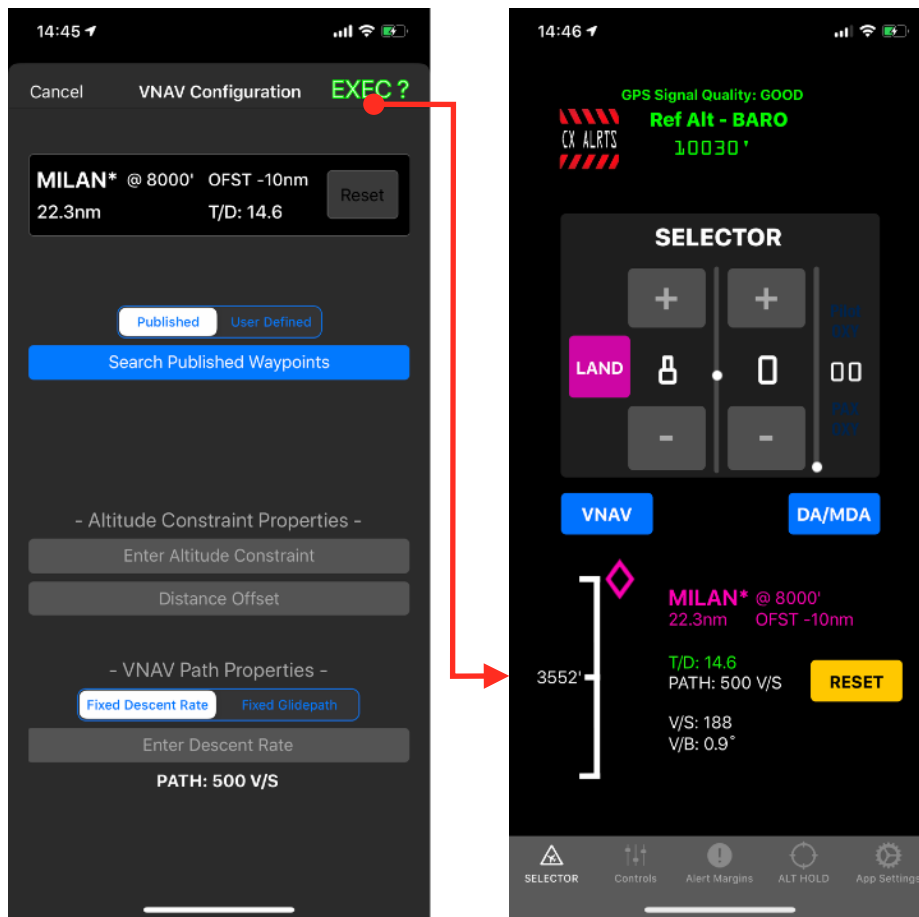 14:45
Cancel VNAV Configuration EXEC ?
MILAN* @ 8000' OFST -10nm
22.3nm T/D: 14.6
Reset
Published User Defined
Search Published Waypoints
- Altitude Constraint Properties -
Enter Altitude Constraint
Distance Offset
- VNAV Path Properties -
Fixed Descent Rate Fixed Glidepath
Enter Descent Rate
PATH: 500 V/S
14:46
GPS Signal Quality: GOOD
Ref Alt - BARO
CX ALRTS
10030'
SELECTOR
+ +
LAND 8 0 00
- -
VNAV DA/MDA
MILAN* @ 8000'
22.3nm OFST -10nm
3552'
T/D: 14.6
PATH: 500 V/S
RESET
V/S: 188
V/B: 0.9°
SELECTOR Controls Alert Margins ALT HOLD App Settings